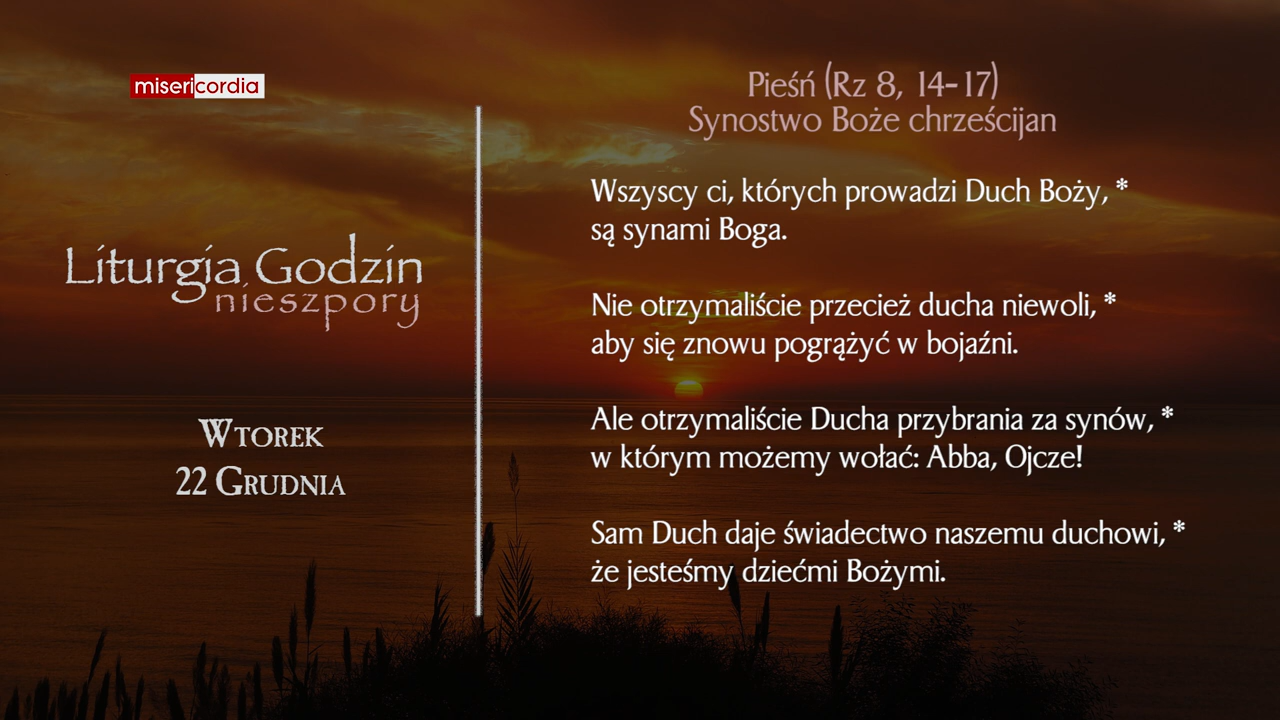 misericordia
Liturgia Godzin
nieszpory
Wtorek
22 Grudnia
Pieśń (Rz 8, 14-17)
Synostwo Boże chrześcijan
Wszyscy ci, których prowadzi Duch Boży, *
są synami Boga.
Nie otrzymaliście przecież ducha niewoli, *
aby się znowu pogrążyć w bojaźni.
Ale otrzymaliście Ducha przybrania za synów, *
w którym możemy wołać: Abba, Ojcze!
Sam Duch daje świadectwo naszemu duchowi, *
że jesteśmy dziećmi Bożymi.